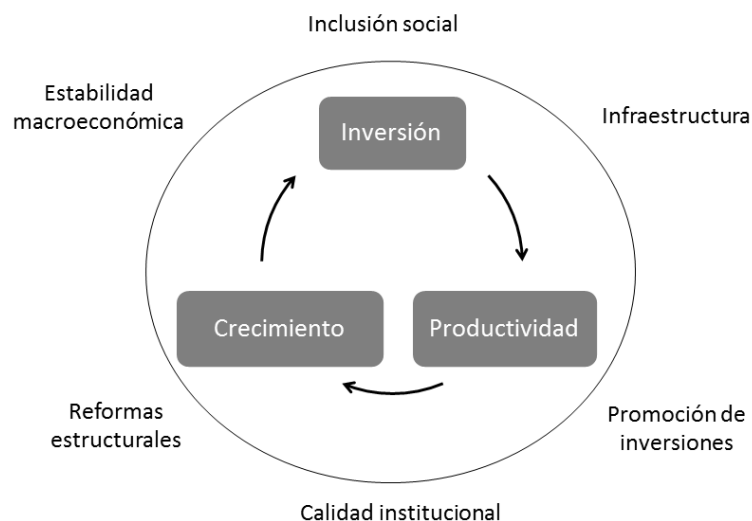 Inclusión social
Estabilidad
macroeconómica
Infraestructura
Inversión
Crecimiento
Productividad
Reformas
estructurales
Promoción de
inversiones
Calidad institucional